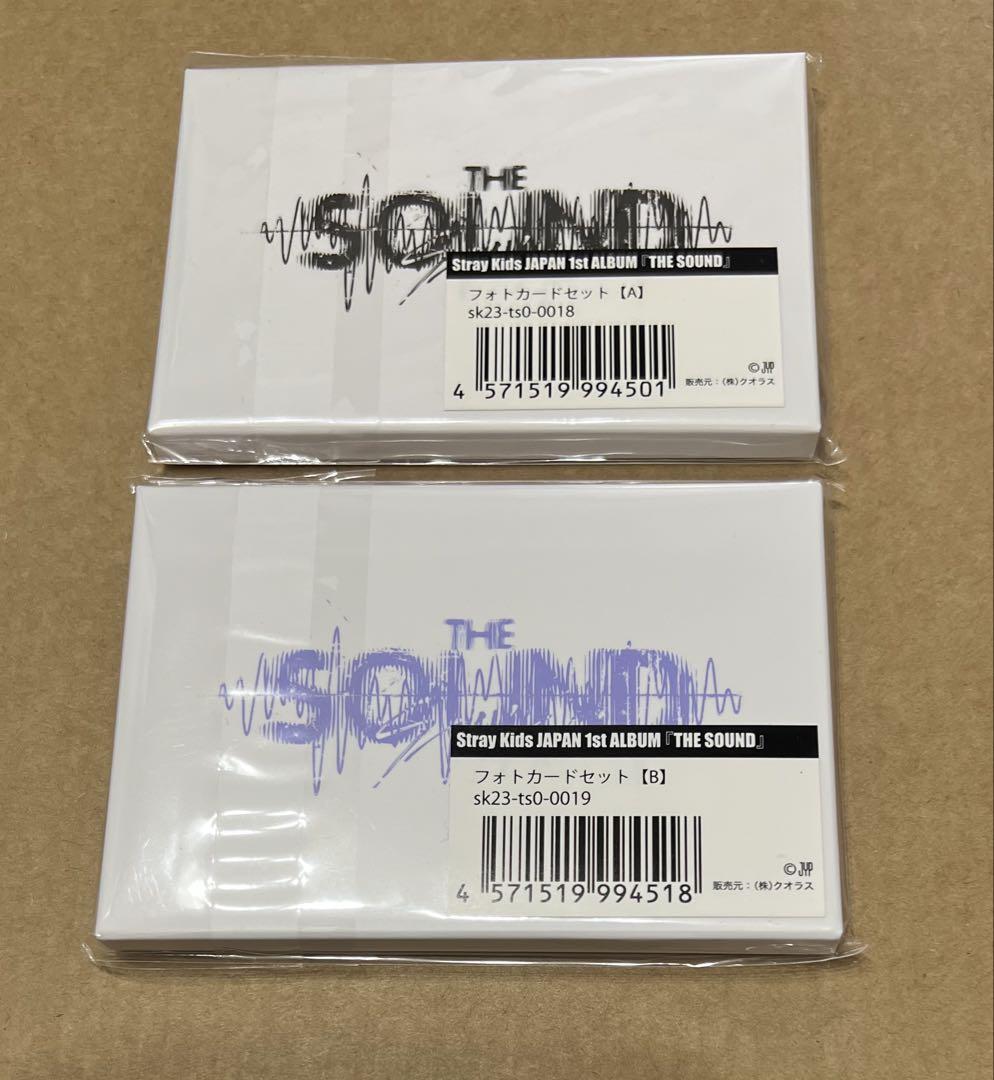 THE
SOUND
Stray Kids JAPAN 1st ALBUM『THE SOUND』
フォトカードセット【A】
sk23-ts0-0018
4 571519 994501
© JYP
販売元：(株)クオラス
THE
SOUND
Stray Kids JAPAN 1st ALBUM『THE SOUND』
フォトカードセット【B】
sk23-ts0-0019
4 571519 994518
© JYP
販売元：(株)クオラス